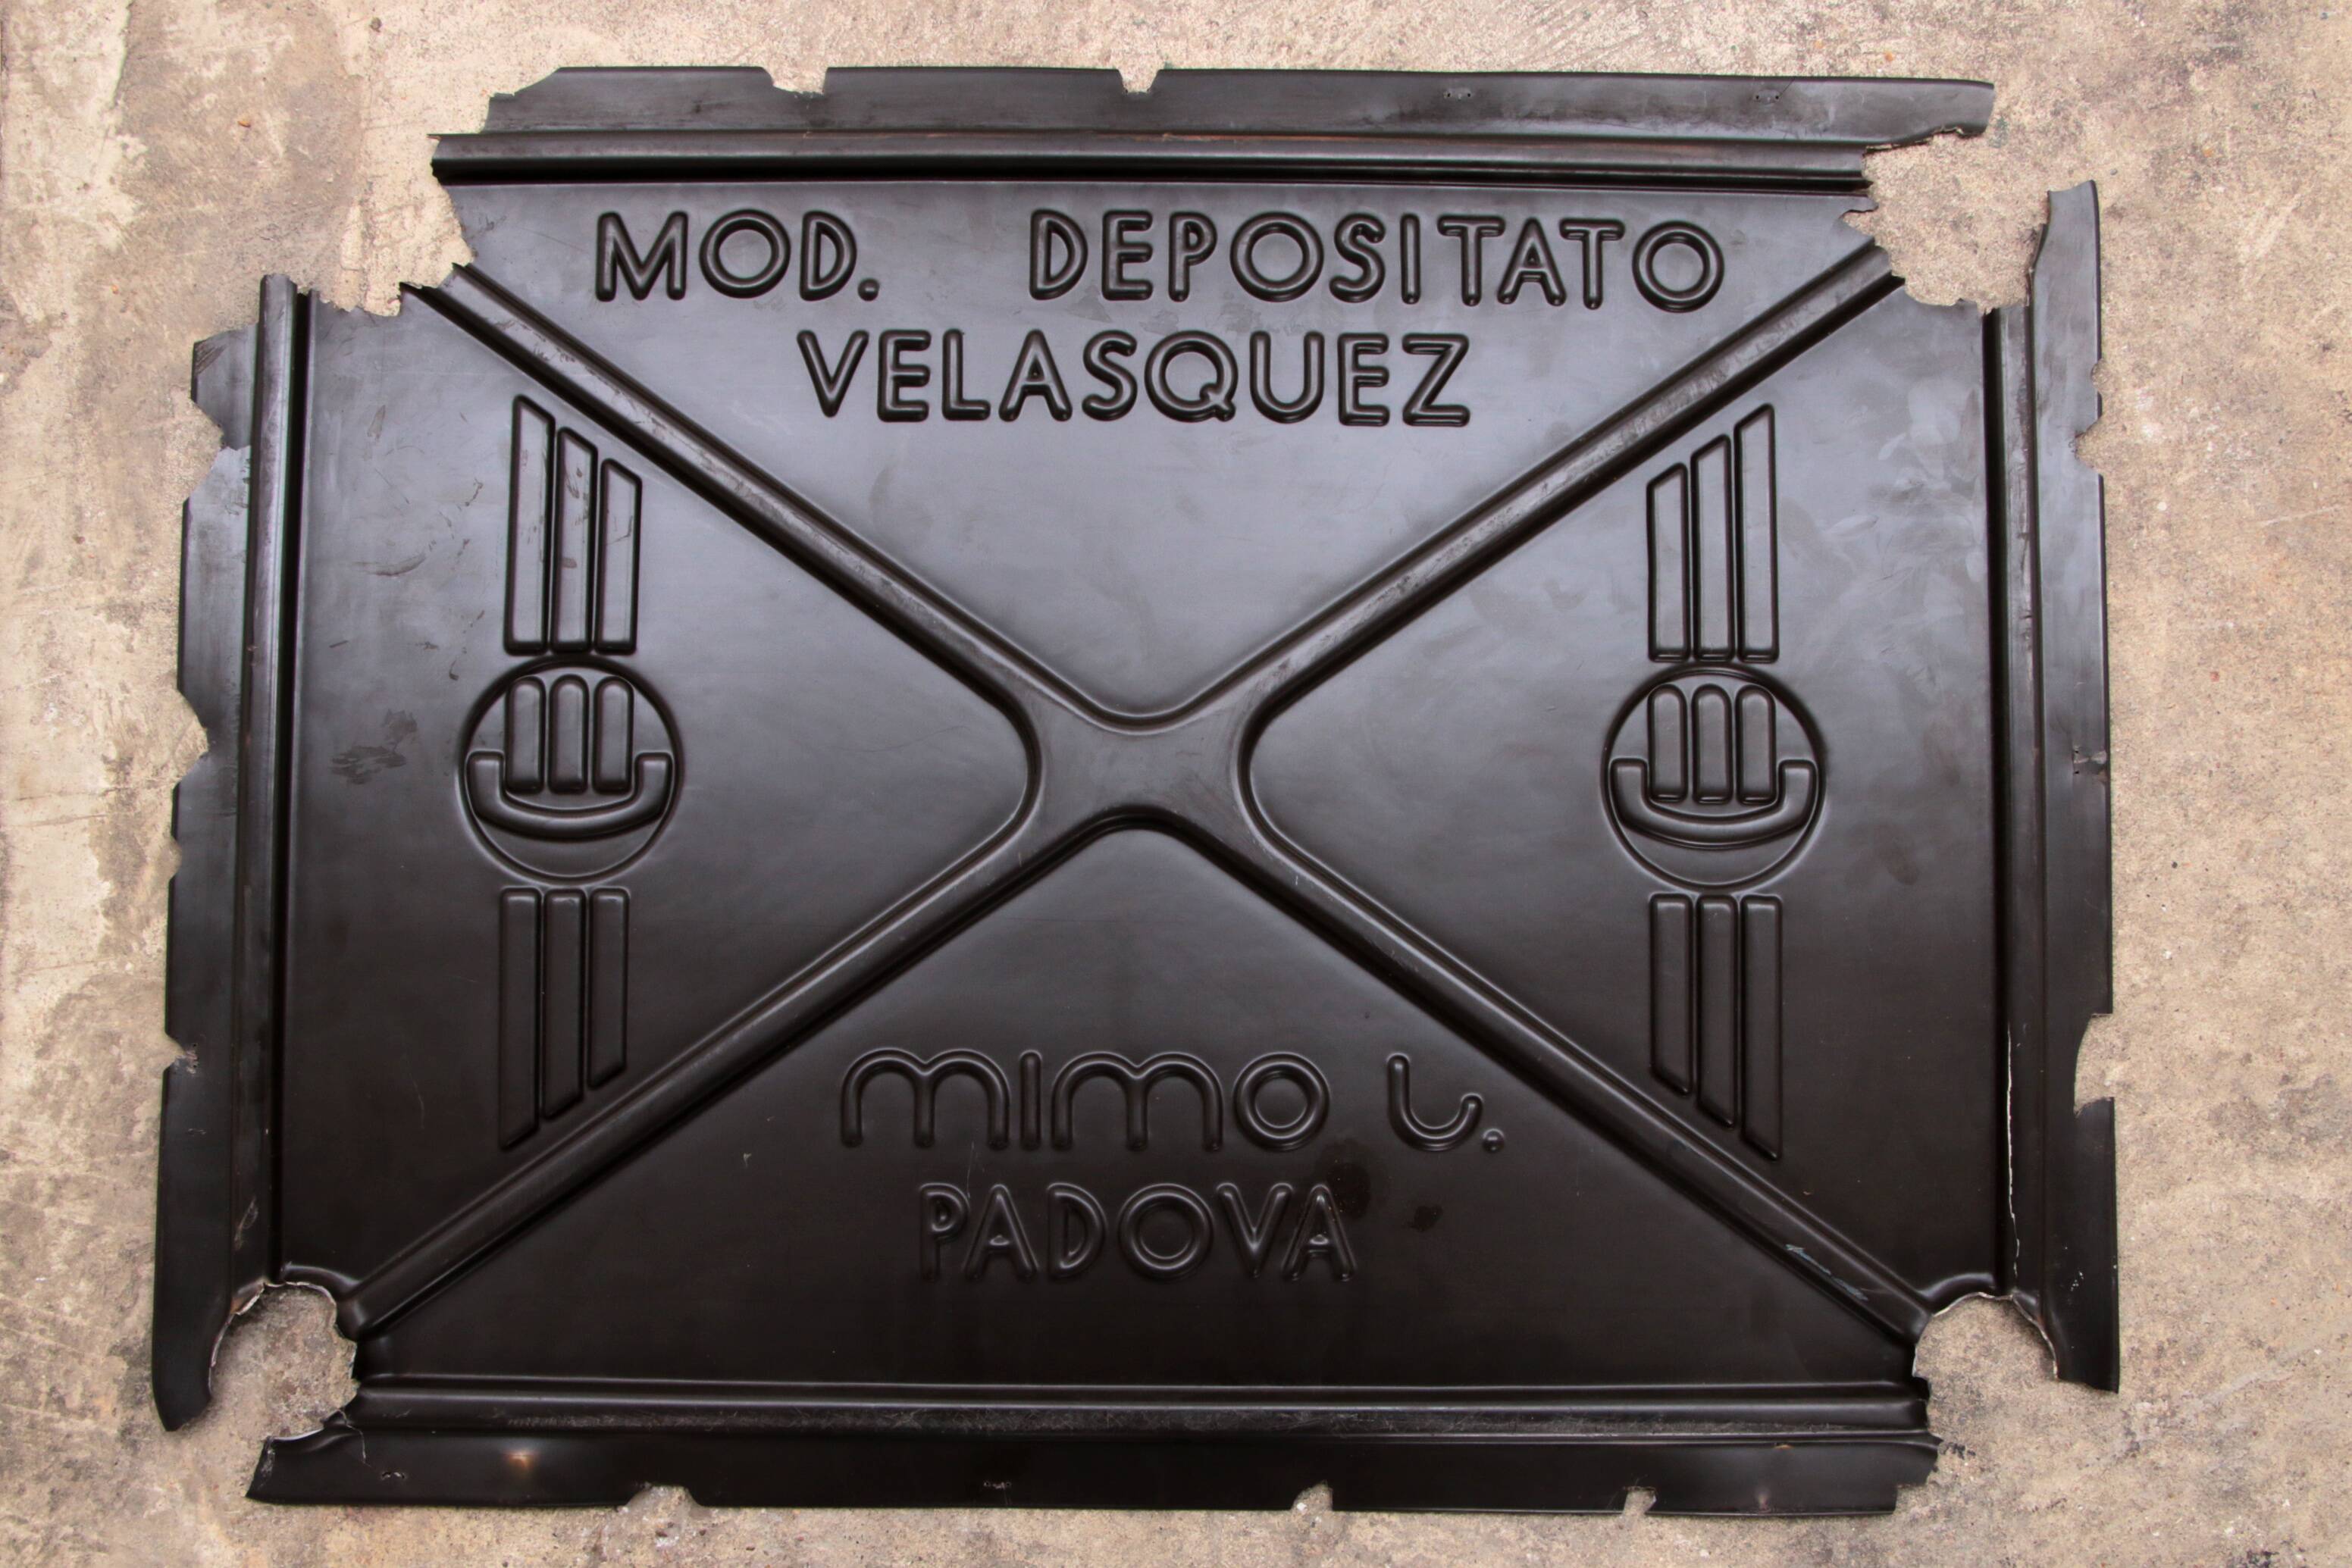 MOD. DEPOSITATO
VELASQUEZ
mimo L.
PADOVA